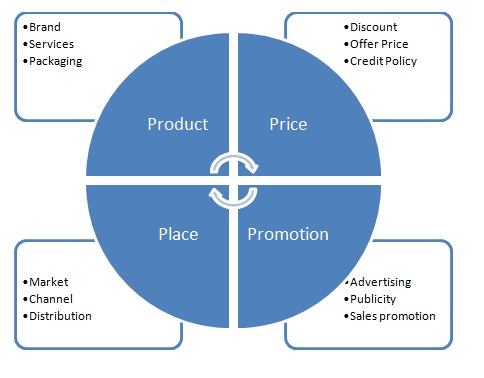 •Brand
•Services
•Packaging
•Discount
•Offer Price
•Credit Policy
Product
Price
Place
Promotion
•Market
•Channel
•Distribution
•Advertising
•Publicity
•Sales promotion